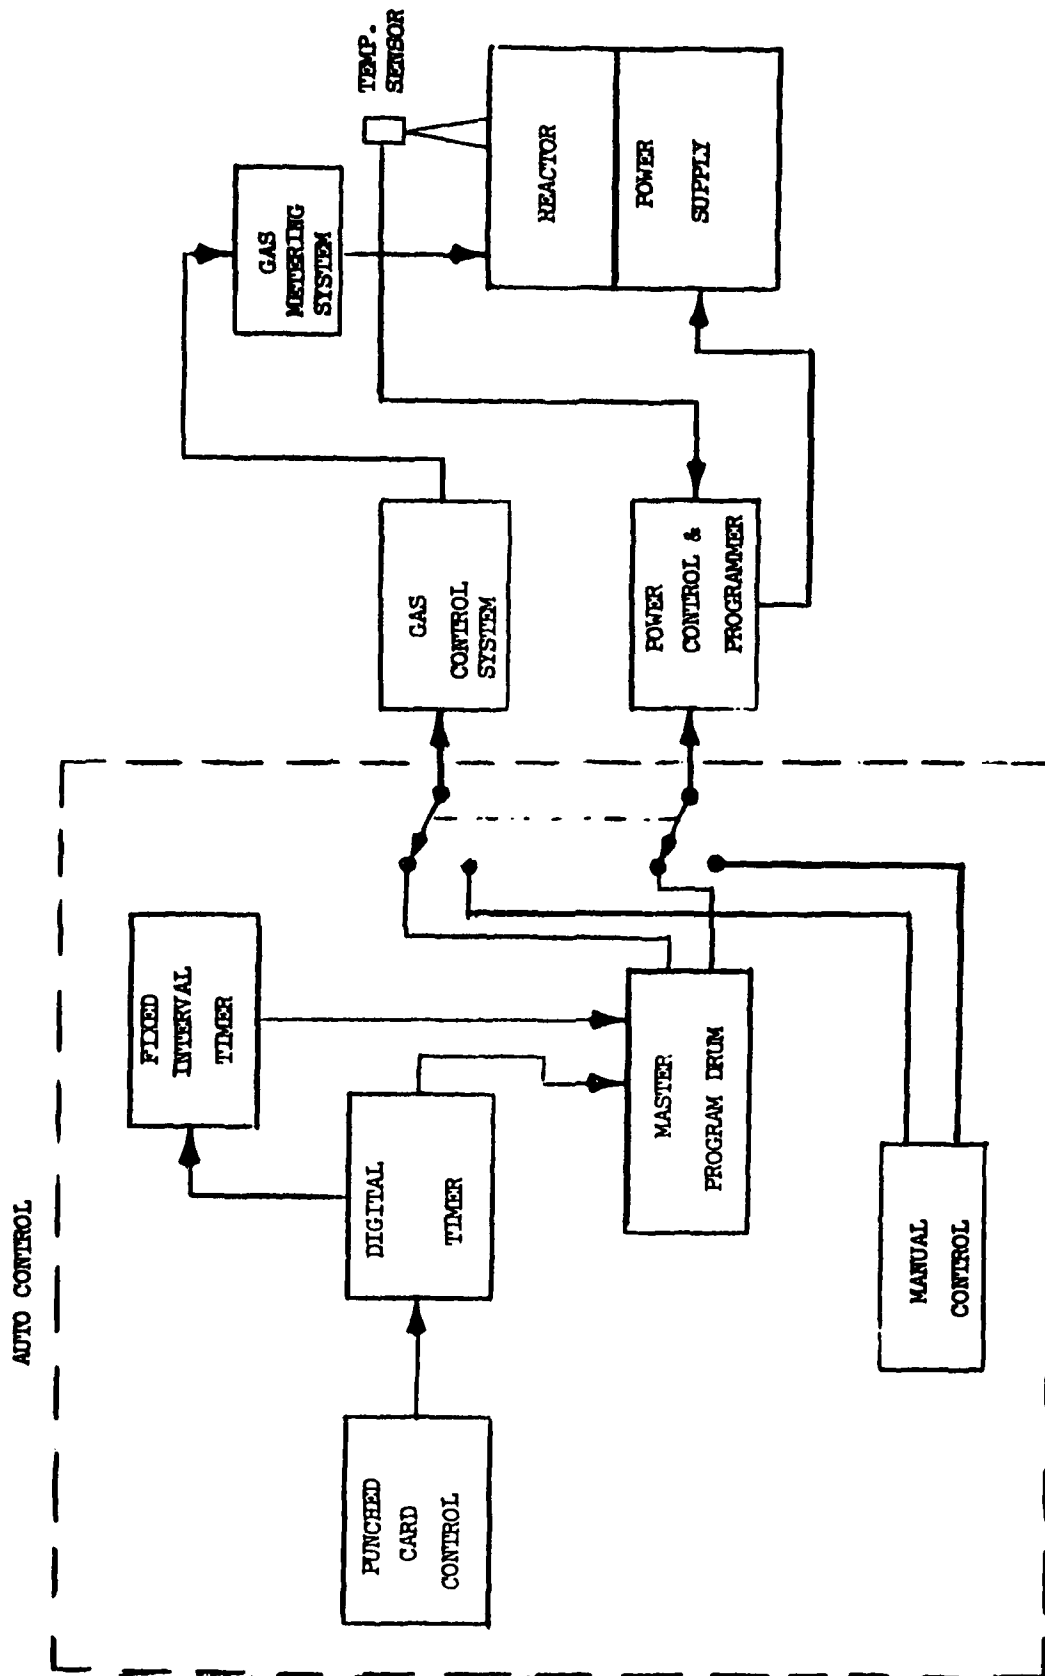 AUTO CONTROL
PUNCHED
CARD
CONTROL
DIGITAL
TIMER
FIXED
INTERVAL
TIMER
MASTER
PROGRAM DRUM
MANUAL
CONTROL
GAS
CONTROL
SYSTEM
POWER
CONTROL &
PROGRAMMER
GAS
METERING
SYSTEM
TEMP.
SENSOR
REACTOR
POWER
SUPPLY